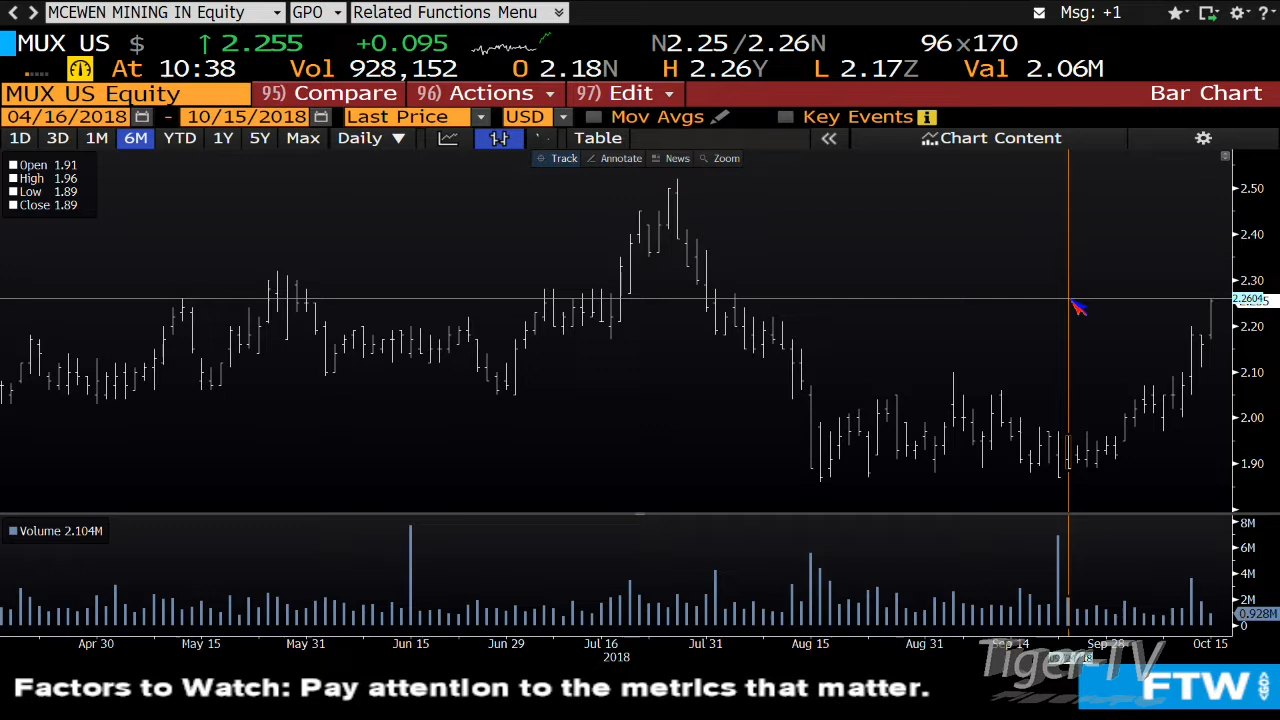 MCEWEN MINING IN Equity GPO Related Functions Menu Msg: +1 ?
MUX US $ ↑ 2.255 +0.095 N2.25/2.26N 96x170
At 10:38 Vol 928,152 O 2.18N H 2.26Y L 2.17Z Val 2.06M
MUX US Equity 95) Compare 96) Actions 97) Edit Bar Chart
04/16/2018 - 10/15/2018 Last Price USD Mov Avgs Key Events i
1D 3D 1M 6M YTD 1Y 5Y Max Daily ▼ Table « Chart Content
Track Annotate News Zoom
Open 1.91
High 1.96
Low 1.89
Close 1.89
2.50
2.40
2.30
2.2604
2.20
2.10
2.00
1.90
Volume 2.104M
8M
6M
4M
2M
0.928M
0
Apr 30 May 15 May 31 Jun 15 Jun 29 Jul 16 Jul 31 Aug 15 Aug 31 Sep 14 Sep 28 Oct 15
2018
Tiger-TV
Factors to Watch: Pay attention to the metrics that matter.
FTW